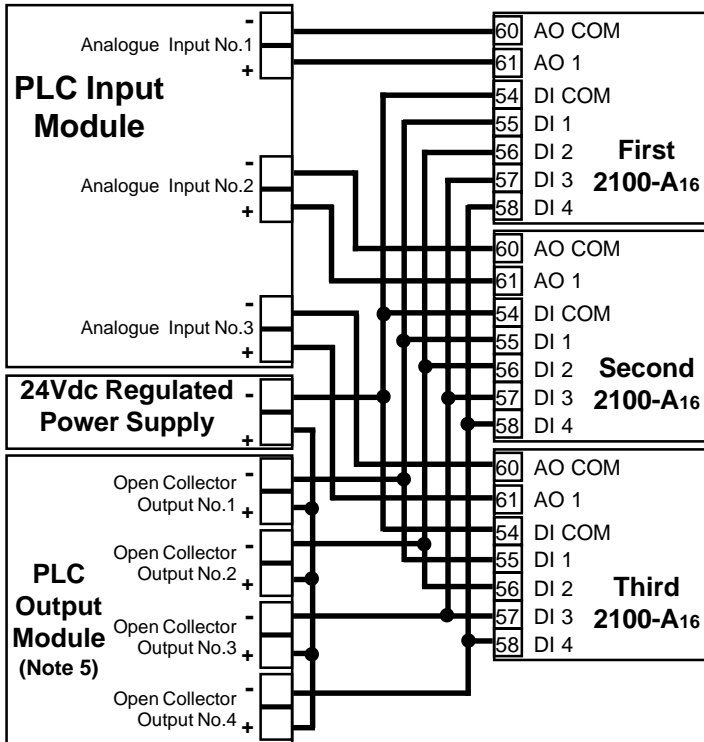 -
Analogue Input No.1
+
PLC Input
Module
-
Analogue Input No.2
+
-
Analogue Input No.3
+
24Vdc Regulated
Power Supply
-
+
-
Open Collector
Output No.1
+
-
Open Collector
Output No.2
+
PLC
Output
Module
(Note 5)
-
Open Collector
Output No.3
+
-
Open Collector
Output No.4
+
60 AO COM
61 AO 1
54 DI COM
55 DI 1
56 DI 2
57 DI 3
58 DI 4
First
2100-A16
60 AO COM
61 AO 1
54 DI COM
55 DI 1
56 DI 2
57 DI 3
58 DI 4
Second
2100-A16
60 AO COM
61 AO 1
54 DI COM
55 DI 1
56 DI 2
57 DI 3
58 DI 4
Third
2100-A16